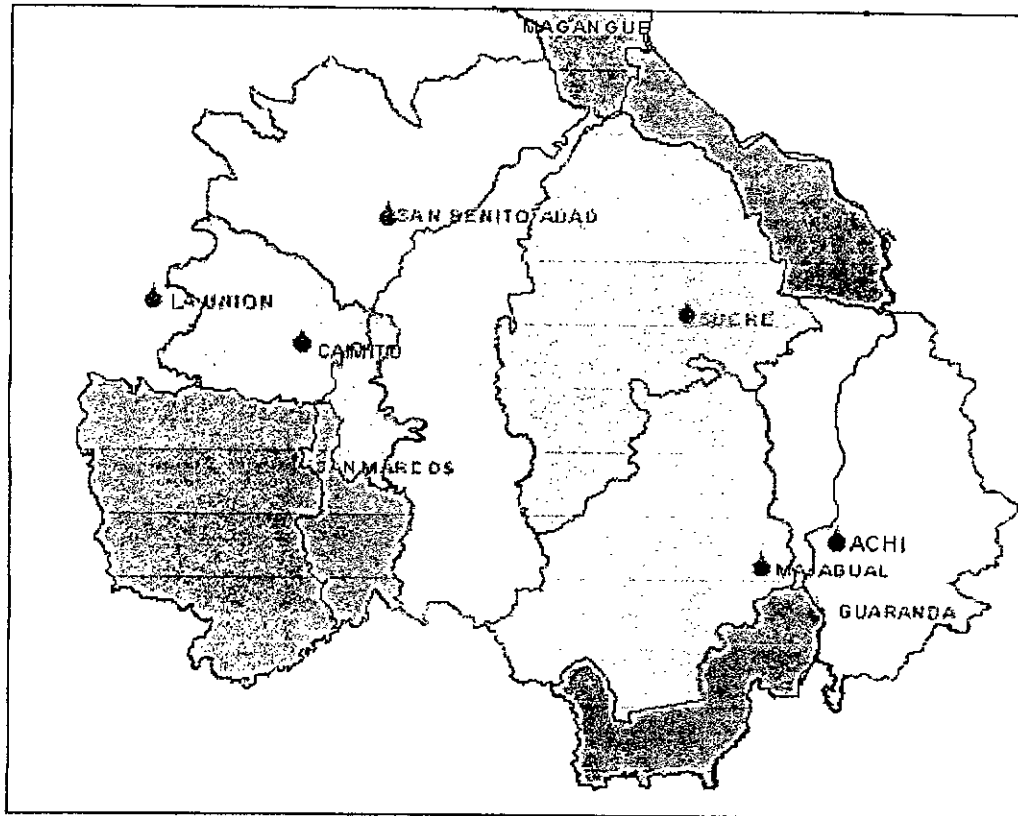 MAGANGUE
SAN BENITO ABAD
LA UNION
SUCRE
CAIMITO
SAN MARCOS
ACHI
MAJAGUAL
GUARANDA